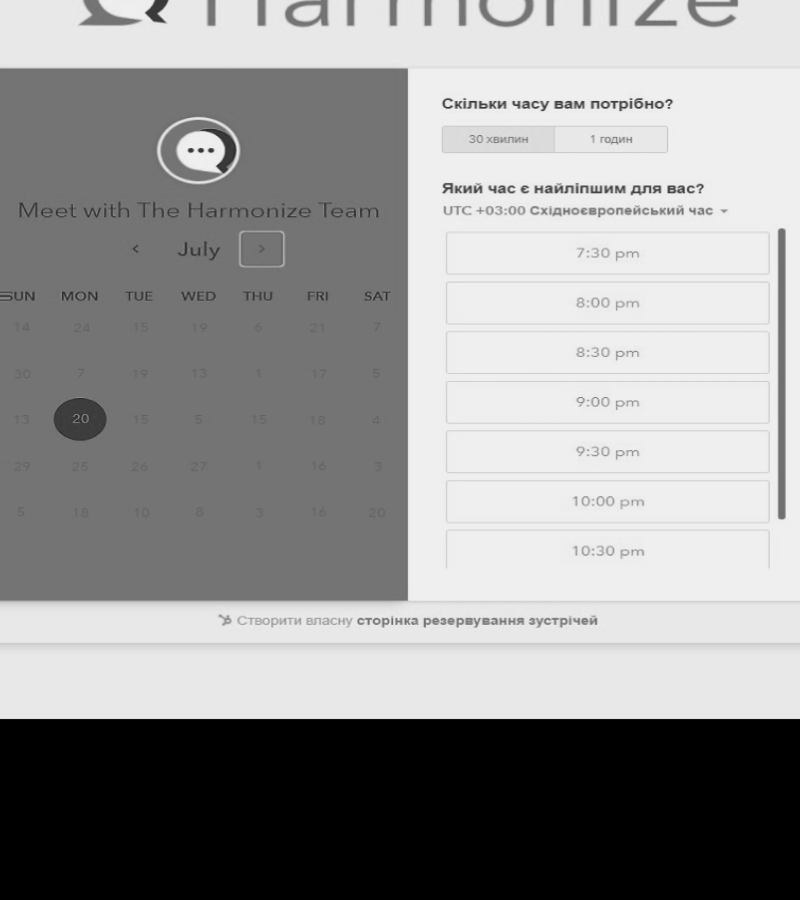 Harmonize
Meet with The Harmonize Team
July
SUN MON TUE WED THU FRI SAT
14 24 15 19 6 21 7
30 7 19 13 1 17 5
13 20 15 5 15 18 4
29 25 26 27 1 16 3
5 18 10 8 3 16 20
Скільки часу вам потрібно?
30 хвилин 1 годин
Який час є найліпшим для вас?
UTC +03:00 Східноєвропейський час
7:30 pm
8:00 pm
8:30 pm
9:00 pm
9:30 pm
10:00 pm
10:30 pm
Створити власну сторінка резервування зустрічей